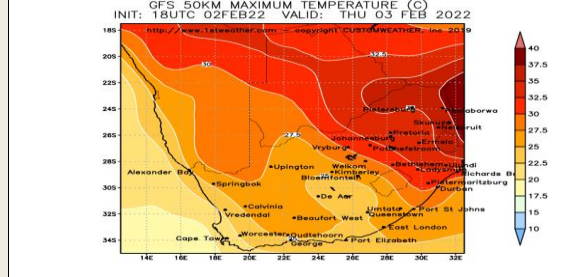 GFS 50KM MAXIMUM TEMPERATURE (C)
INIT: 18UTC 02FEB22 VALID: THU 03 FEB 2022
http://www.1stweather.com -- copyright CUSTOMWEATHER, Inc 2019
18S
20S
22S
24S
26S
28S
30S
32S
34S
14E 16E 18E 20E 22E 24E 26E 28E 30E 32E
32.5
30
27.5
Pietersburg
Skukuza
Nelspruit
Johannesburg
Pretoria
Ermelo
Vryburg
Potchefstroom
Welkom
Bethlehem
Ulundi
Ladysmith
Upington
Kimberley
Bloemfontein
Alexander Bay
Springbok
Pietermaritzburg
Durban
De Aar
Calvinia
Vredendal
Beaufort West
Umtata
Port St Johns
Queenstown
East London
Worcester
Oudtshoorn
Cape Town
George
Port Elizabeth
40
37.5
35
32.5
30
27.5
25
22.5
20
17.5
15
10